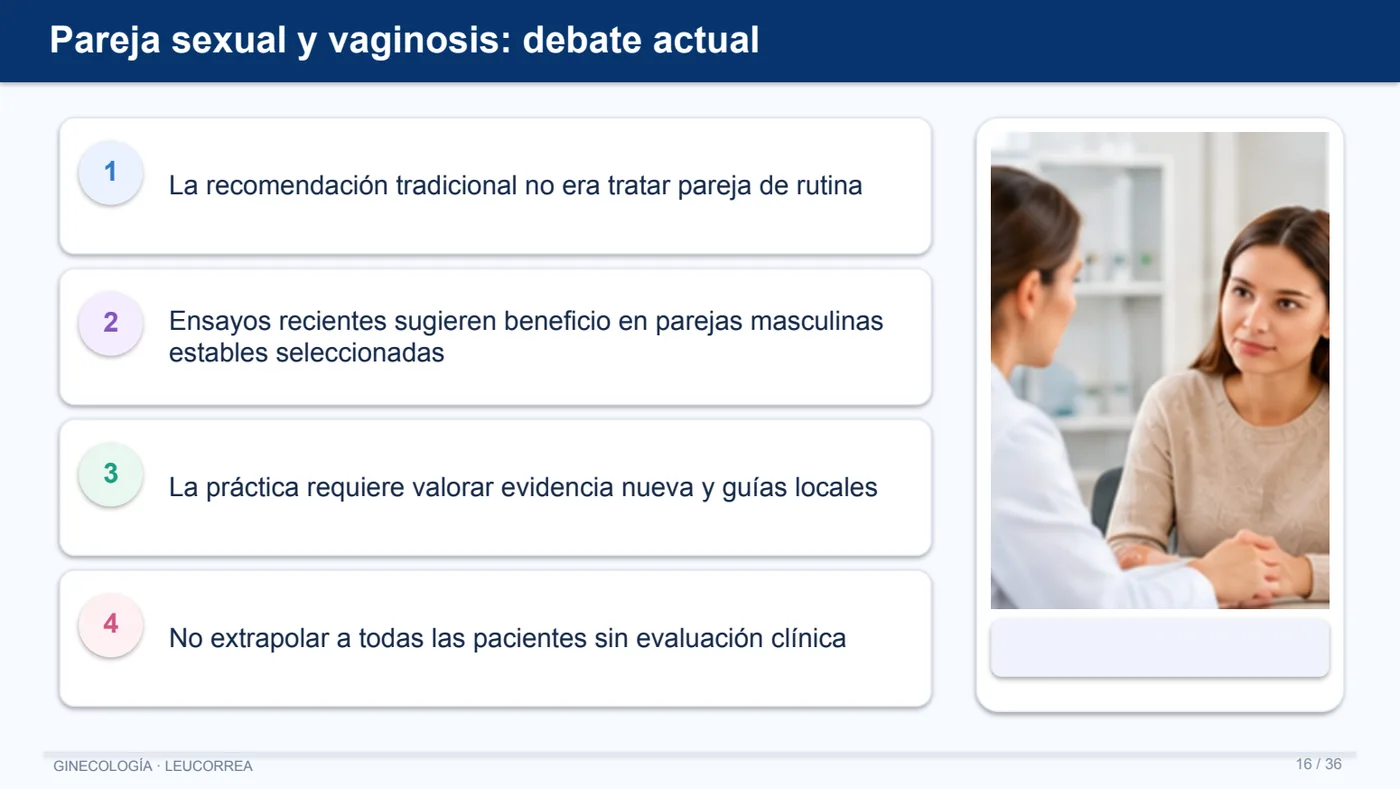 Pareja sexual y vaginosis: debate actual
1
La recomendación tradicional no era tratar pareja de rutina
2
Ensayos recientes sugieren beneficio en parejas masculinas
estables seleccionadas
3
La práctica requiere valorar evidencia nueva y guías locales
4
No extrapolar a todas las pacientes sin evaluación clínica
GINECOLOGÍA · LEUCORREA
16 / 36